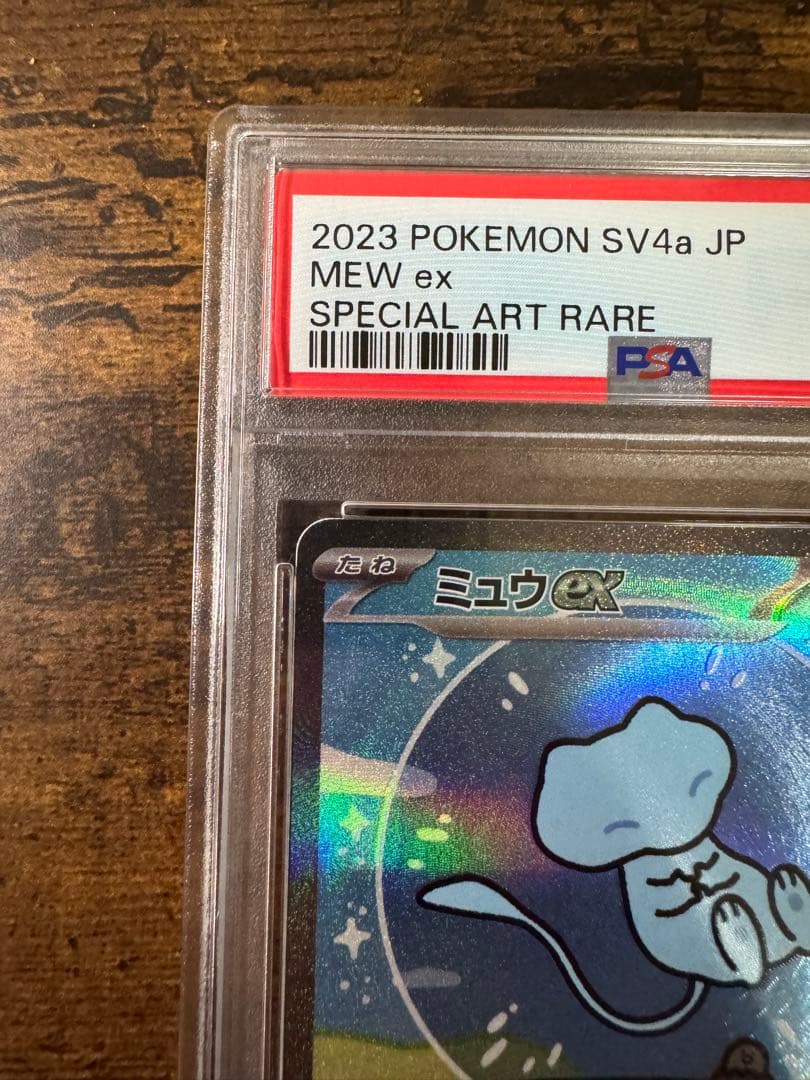 2023 POKEMON SV4a JP
MEW ex
SPECIAL ART RARE
PSA
たね
ミュウex